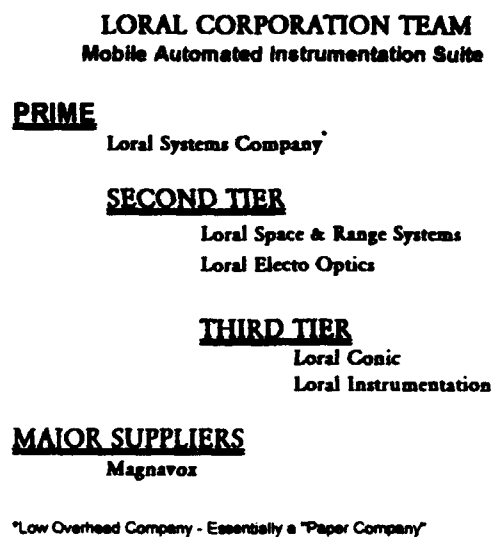 LORAL CORPORATION TEAM
Mobile Automated Instrumentation Suite
PRIME
Loral Systems Company*
SECOND TIER
Loral Space & Range Systems
Loral Electo Optics
THIRD TIER
Loral Conic
Loral Instrumentation
MAJOR SUPPLIERS
Magnavox
*Low Overhead Company - Essentially a "Paper Company"